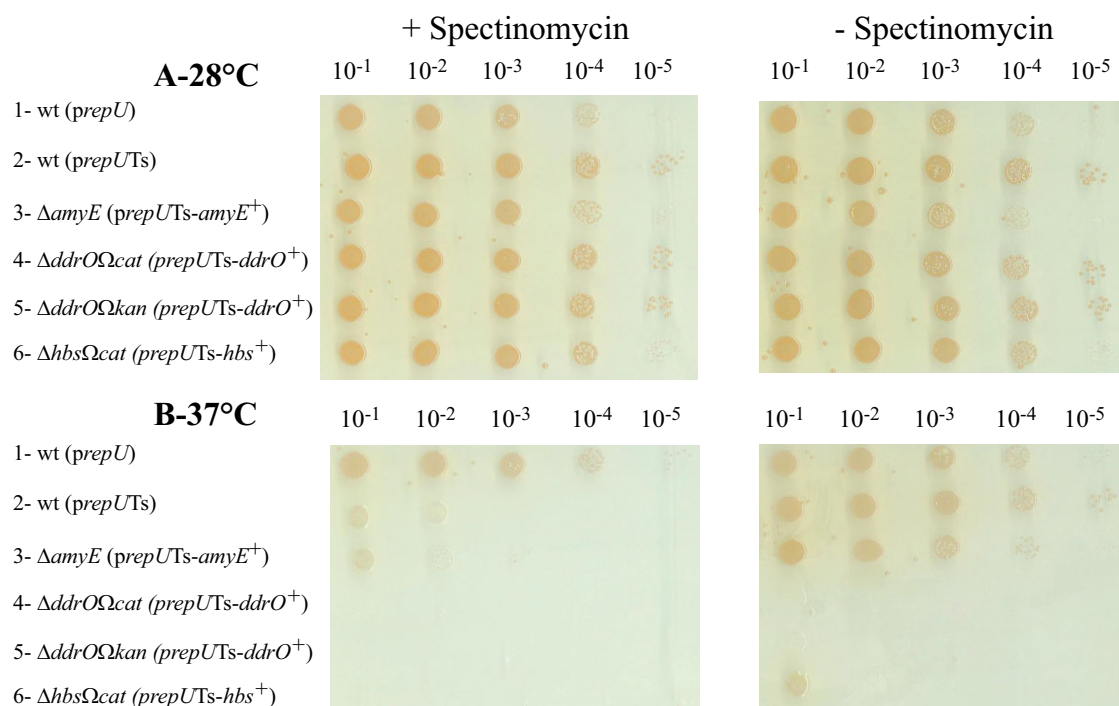 + Spectinomycin - Spectinomycin
A-28°C 10-1 10-2 10-3 10-4 10-5 10-1 10-2 10-3 10-4 10-5
1- wt (prepU)
2- wt (prepUTs)
3- ΔamyE (prepUTs-amyE+)
4- ΔddrOΩcat (prepUTs-ddrO+)
5- ΔddrOΩkan (prepUTs-ddrO+)
6- ΔhbsΩcat (prepUTs-hbs+)
B-37°C 10-1 10-2 10-3 10-4 10-5 10-1 10-2 10-3 10-4 10-5
1- wt (prepU)
2- wt (prepUTs)
3- ΔamyE (prepUTs-amyE+)
4- ΔddrOΩcat (prepUTs-ddrO+)
5- ΔddrOΩkan (prepUTs-ddrO+)
6- ΔhbsΩcat (prepUTs-hbs+)